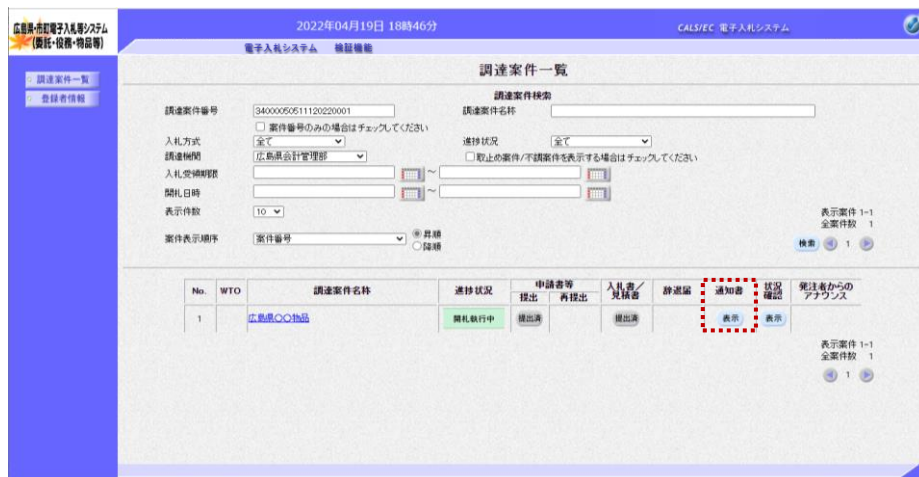 広島県・市町電子入札等システム
(委託・役務・物品等)
2022年04月19日 18時46分
CALS/EC 電子入札システム
電子入札システム 検証機能
調達案件一覧
登録者情報
調達案件一覧
調達案件検索
調達案件番号 34000050511120220001 調達案件名称
案件番号のみの場合はチェックしてください
入札方式 全て 進捗状況 全て
調達機関 広島県会計管理部 取止め案件/不調案件を表示する場合はチェックしてください
入札受領期限 ～
開札日時 ～
表示件数 10
表示案件 1-1
全案件数 1
案件表示順序 案件番号 昇順
降順
検索 1
No. WTO 調達案件名称 進捗状況 申請書等 入札書/見積書 辞退届 通知書 状況確認 発注者からのアナウンス
提出 再提出
1 広島県〇〇物品 開札執行中 提出済 提出済 表示 表示
表示案件 1-1
全案件数 1
1